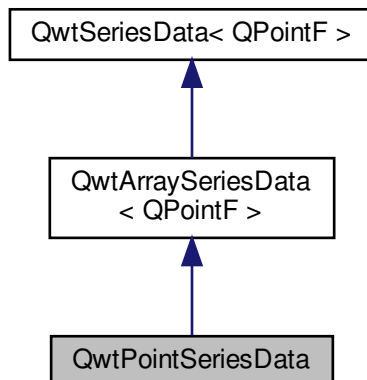 QwtSeriesData< QPointF >
QwtArraySeriesData
< QPointF >
QwtPointSeriesData